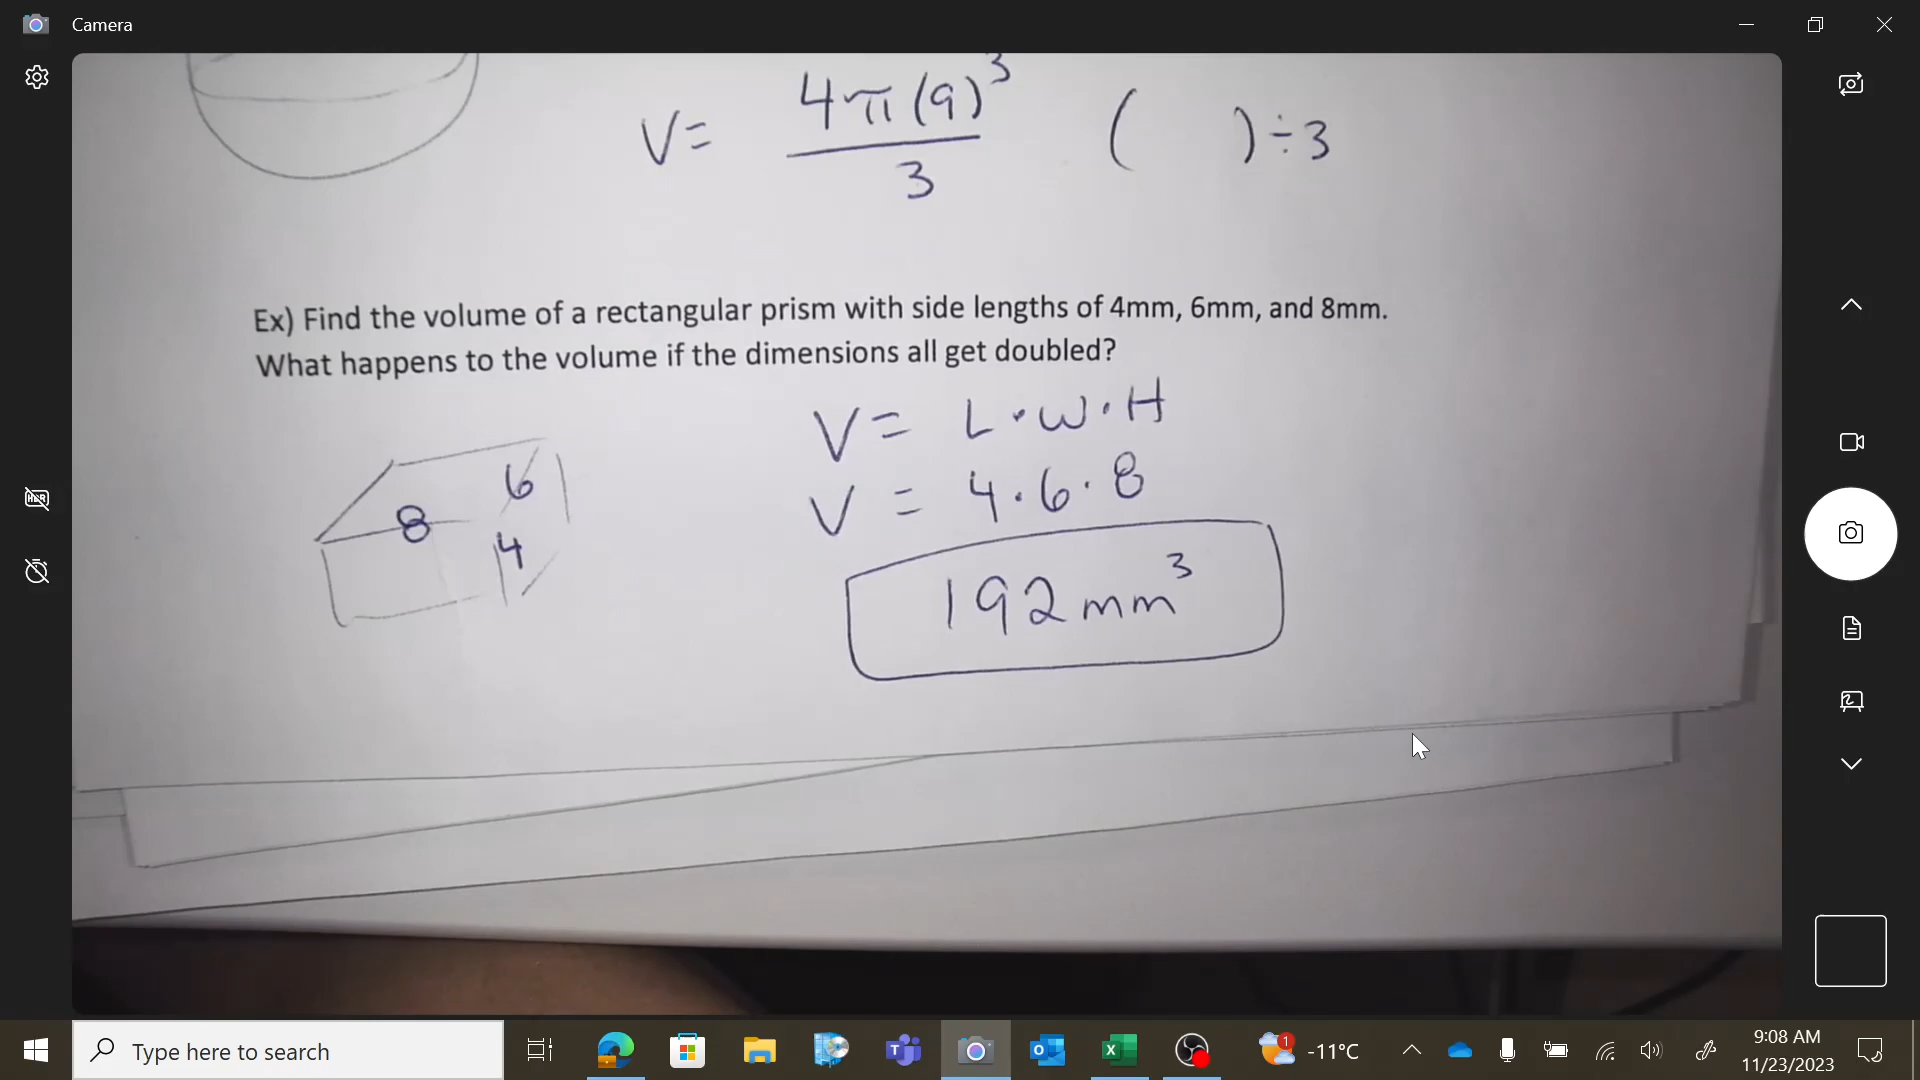 Camera
V= 4π(9)³ ( ) ÷3
3
Ex) Find the volume of a rectangular prism with side lengths of 4mm, 6mm, and 8mm.
What happens to the volume if the dimensions all get doubled?
V= L·W·H
V = 4·6·8
192mm³
6
8
4
Type here to search
1
-11°C
9:08 AM
11/23/2023